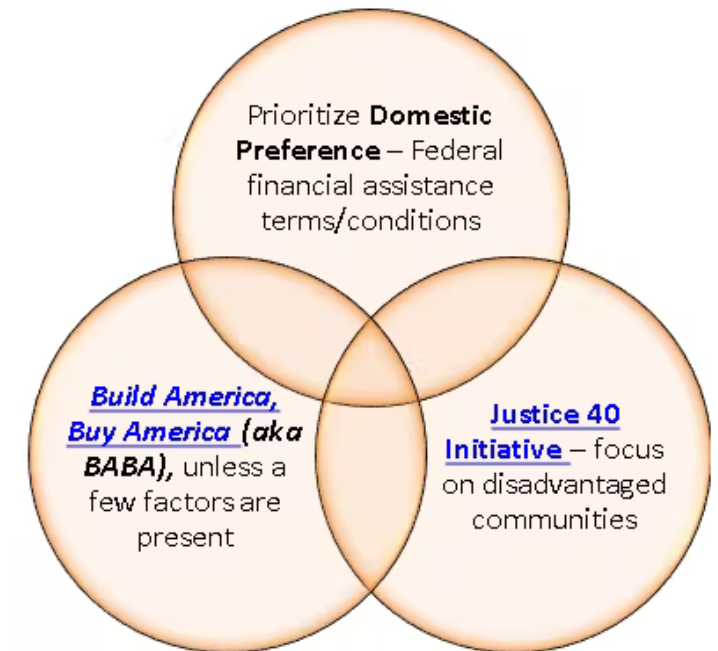 Prioritize Domestic
Preference – Federal
financial assistance
terms/conditions
Build America,
Buy America (aka
BABA), unless a
few factors are
present
Justice 40
Initiative – focus
on disadvantaged
communities